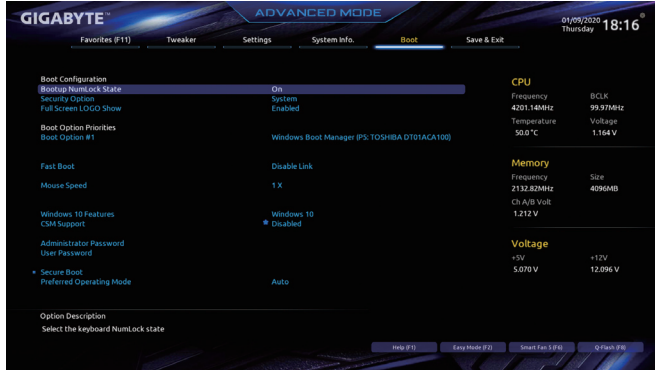 GIGABYTE™
ADVANCED MODE
01/09/2020 Thursday 18:16
Favorites (F11) Tweaker Settings System Info. Boot Save & Exit
Boot Configuration
Bootup NumLock State On
Security Option System
Full Screen LOGO Show Enabled
Boot Option Priorities
Boot Option #1 Windows Boot Manager (PS: TOSHIBA DT01ACA100)
Fast Boot Disable Link
Mouse Speed 1 X
Windows 10 Features Windows 10
CSM Support Disabled
Administrator Password
User Password
Secure Boot
Preferred Operating Mode Auto
CPU
Frequency BCLK
4201.14MHz 99.97MHz
Temperature Voltage
50.0 °C 1.164 V
Memory
Frequency Size
2132.82MHz 4096MB
Ch A/B Volt
1.212 V
Voltage
+5V +12V
5.070 V 12.096 V
Option Description
Select the keyboard NumLock state
Help (F1) Easy Mode (F2) Smart Fan 5 (F6) Q-Flash (F8)